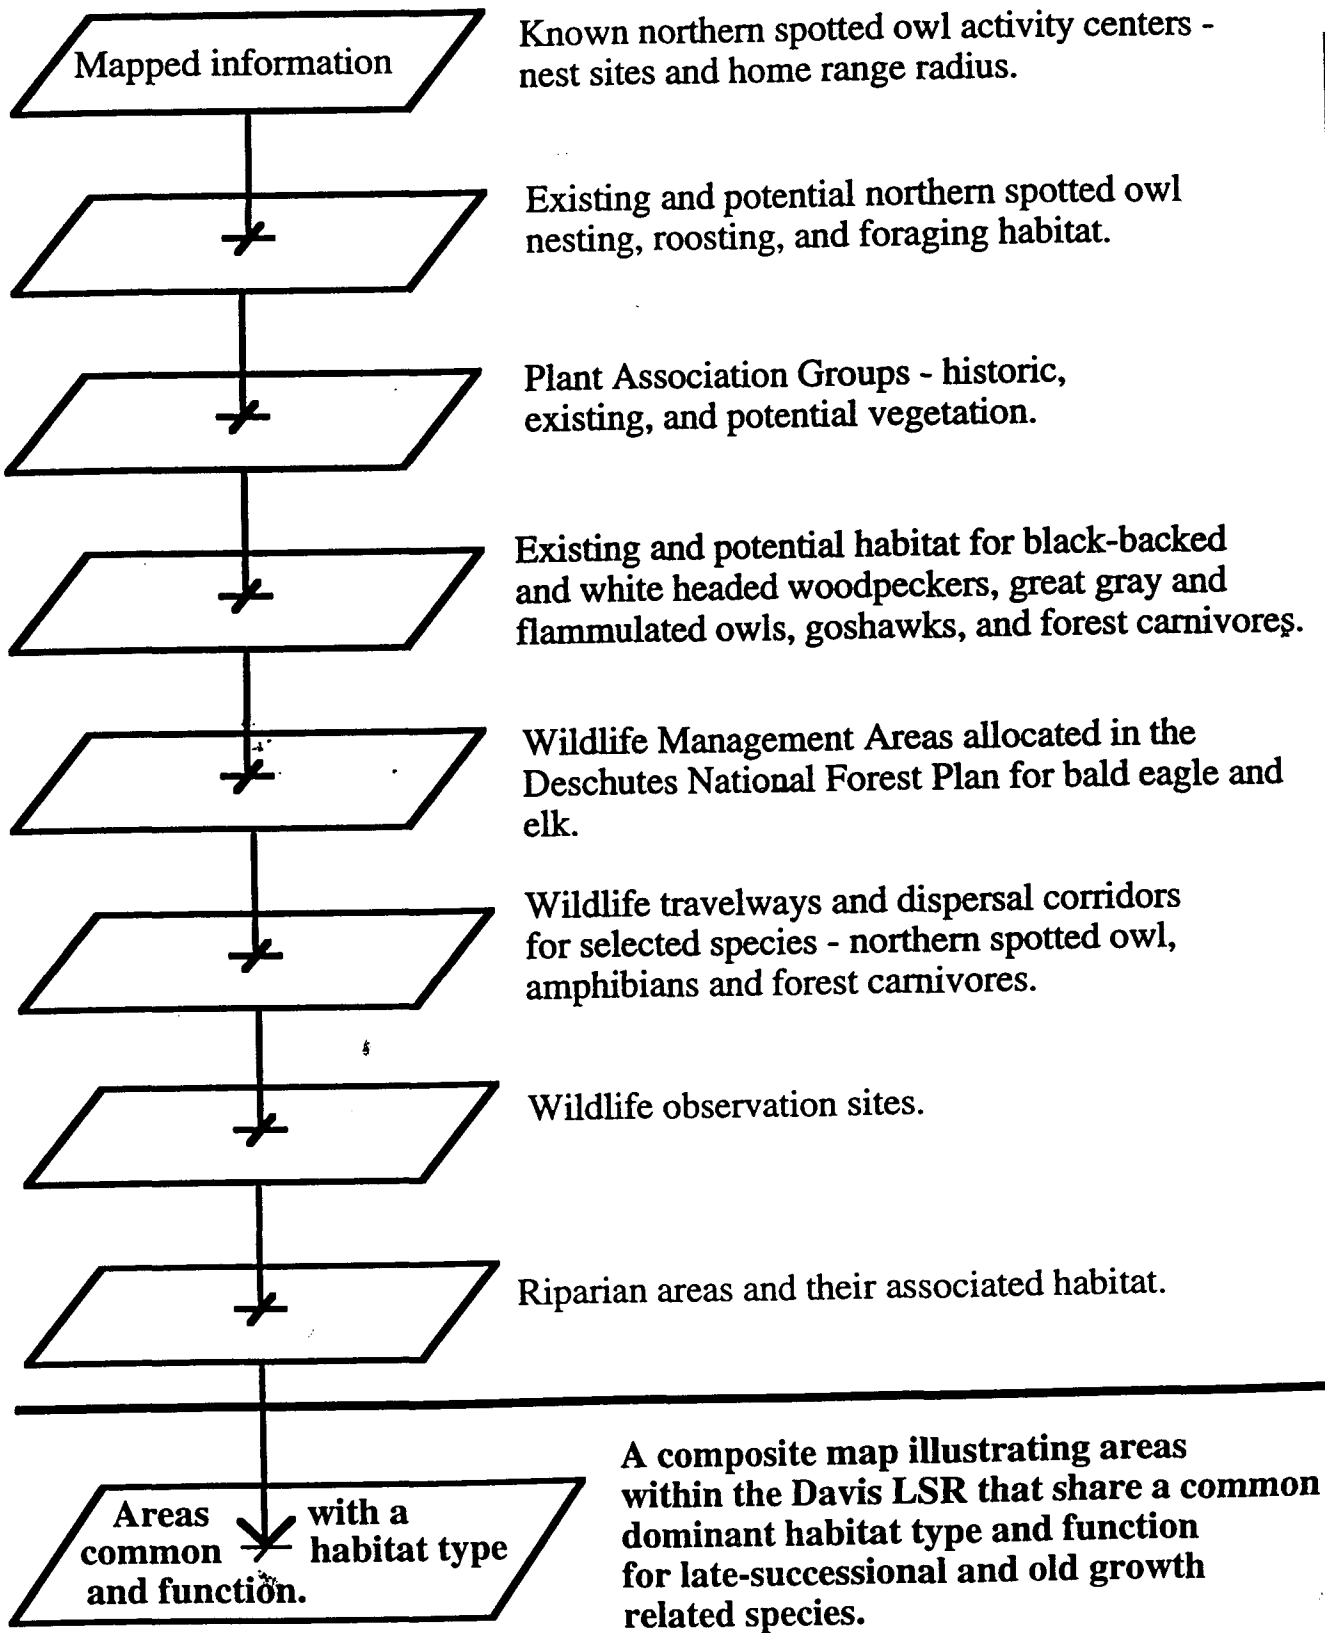 Mapped information
Known northern spotted owl activity centers -
nest sites and home range radius.
Existing and potential northern spotted owl
nesting, roosting, and foraging habitat.
Plant Association Groups - historic,
existing, and potential vegetation.
Existing and potential habitat for black-backed
and white headed woodpeckers, great gray and
flammulated owls, goshawks, and forest carnivores.
Wildlife Management Areas allocated in the
Deschutes National Forest Plan for bald eagle and
elk.
Wildlife travelways and dispersal corridors
for selected species - northern spotted owl,
amphibians and forest carnivores.
Wildlife observation sites.
Riparian areas and their associated habitat.
Areas with a
common habitat type
and function.
A composite map illustrating areas
within the Davis LSR that share a common
dominant habitat type and function
for late-successional and old growth
related species.